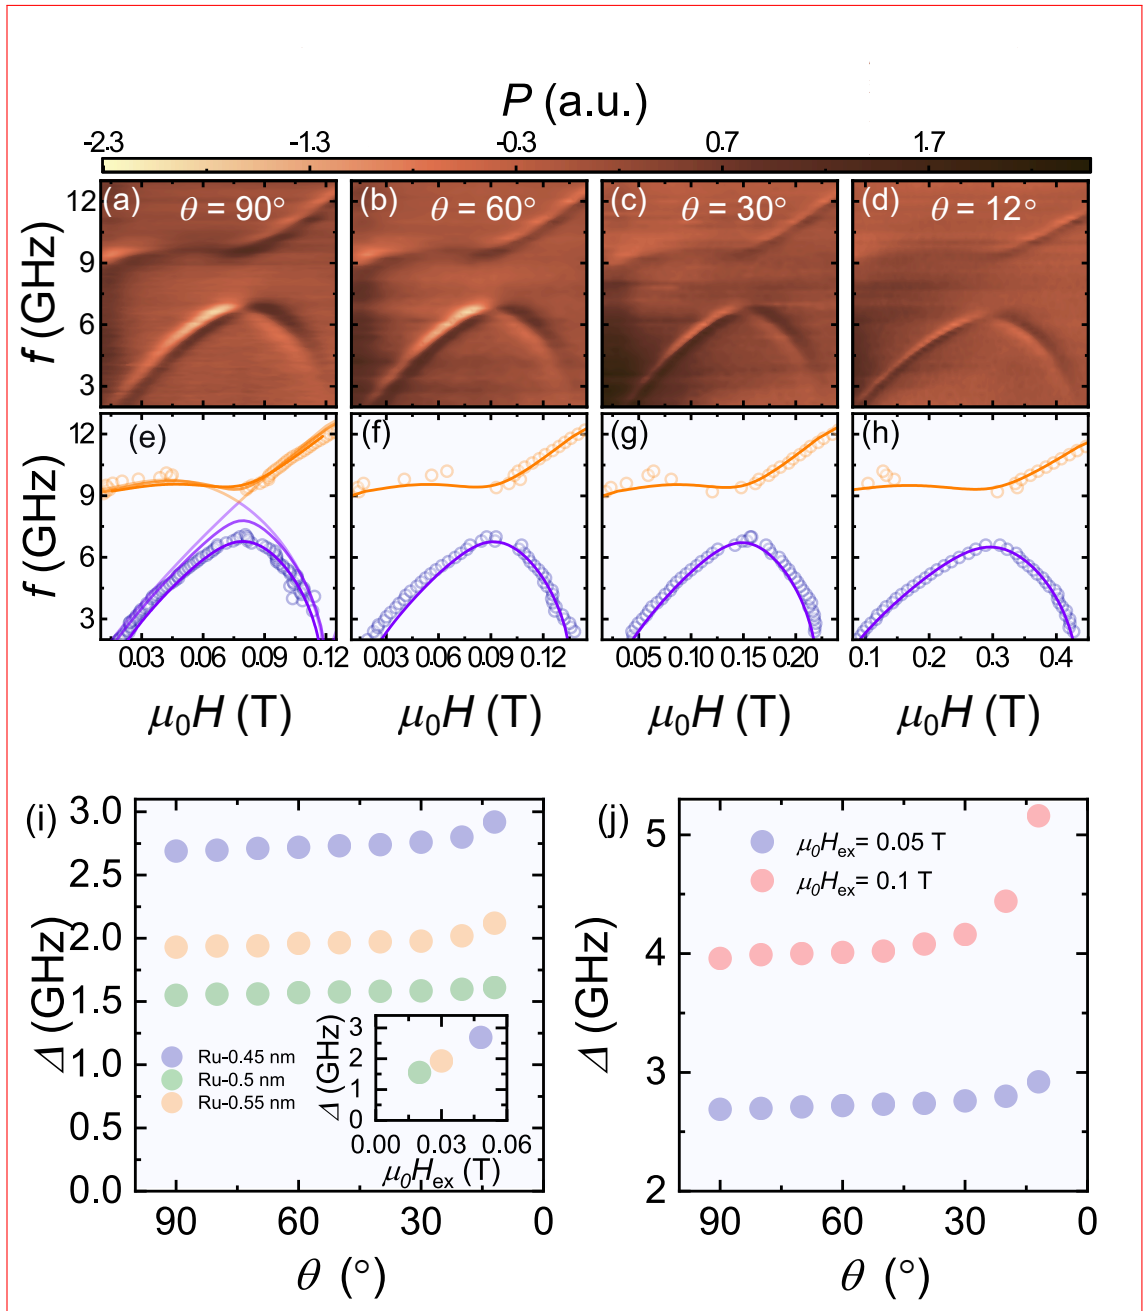 P (a.u.)
-2.3 -1.3 -0.3 0.7 1.7
(a) θ = 90° (b) θ = 60° (c) θ = 30° (d) θ = 12°
f (GHz)
12
9
6
3
(e) (f) (g) (h)
f (GHz)
12
9
6
3
0.03 0.06 0.09 0.12 0.03 0.06 0.09 0.12 0.05 0.10 0.15 0.20 0.1 0.2 0.3 0.4
μ₀H (T) μ₀H (T) μ₀H (T) μ₀H (T)
(i)
Δ (GHz)
3.0
2.5
2.0
1.5
1.0
0.5
0.0
Ru-0.45 nm
Ru-0.5 nm
Ru-0.55 nm
Δ (GHz)
3
2
1
0
0.00 0.03 0.06
μ₀Hₑₓ (T)
90 60 30 0
θ (°)
(j)
Δ (GHz)
5
4
3
2
μ₀Hₑₓ= 0.05 T
μ₀Hₑₓ= 0.1 T
90 60 30 0
θ (°)